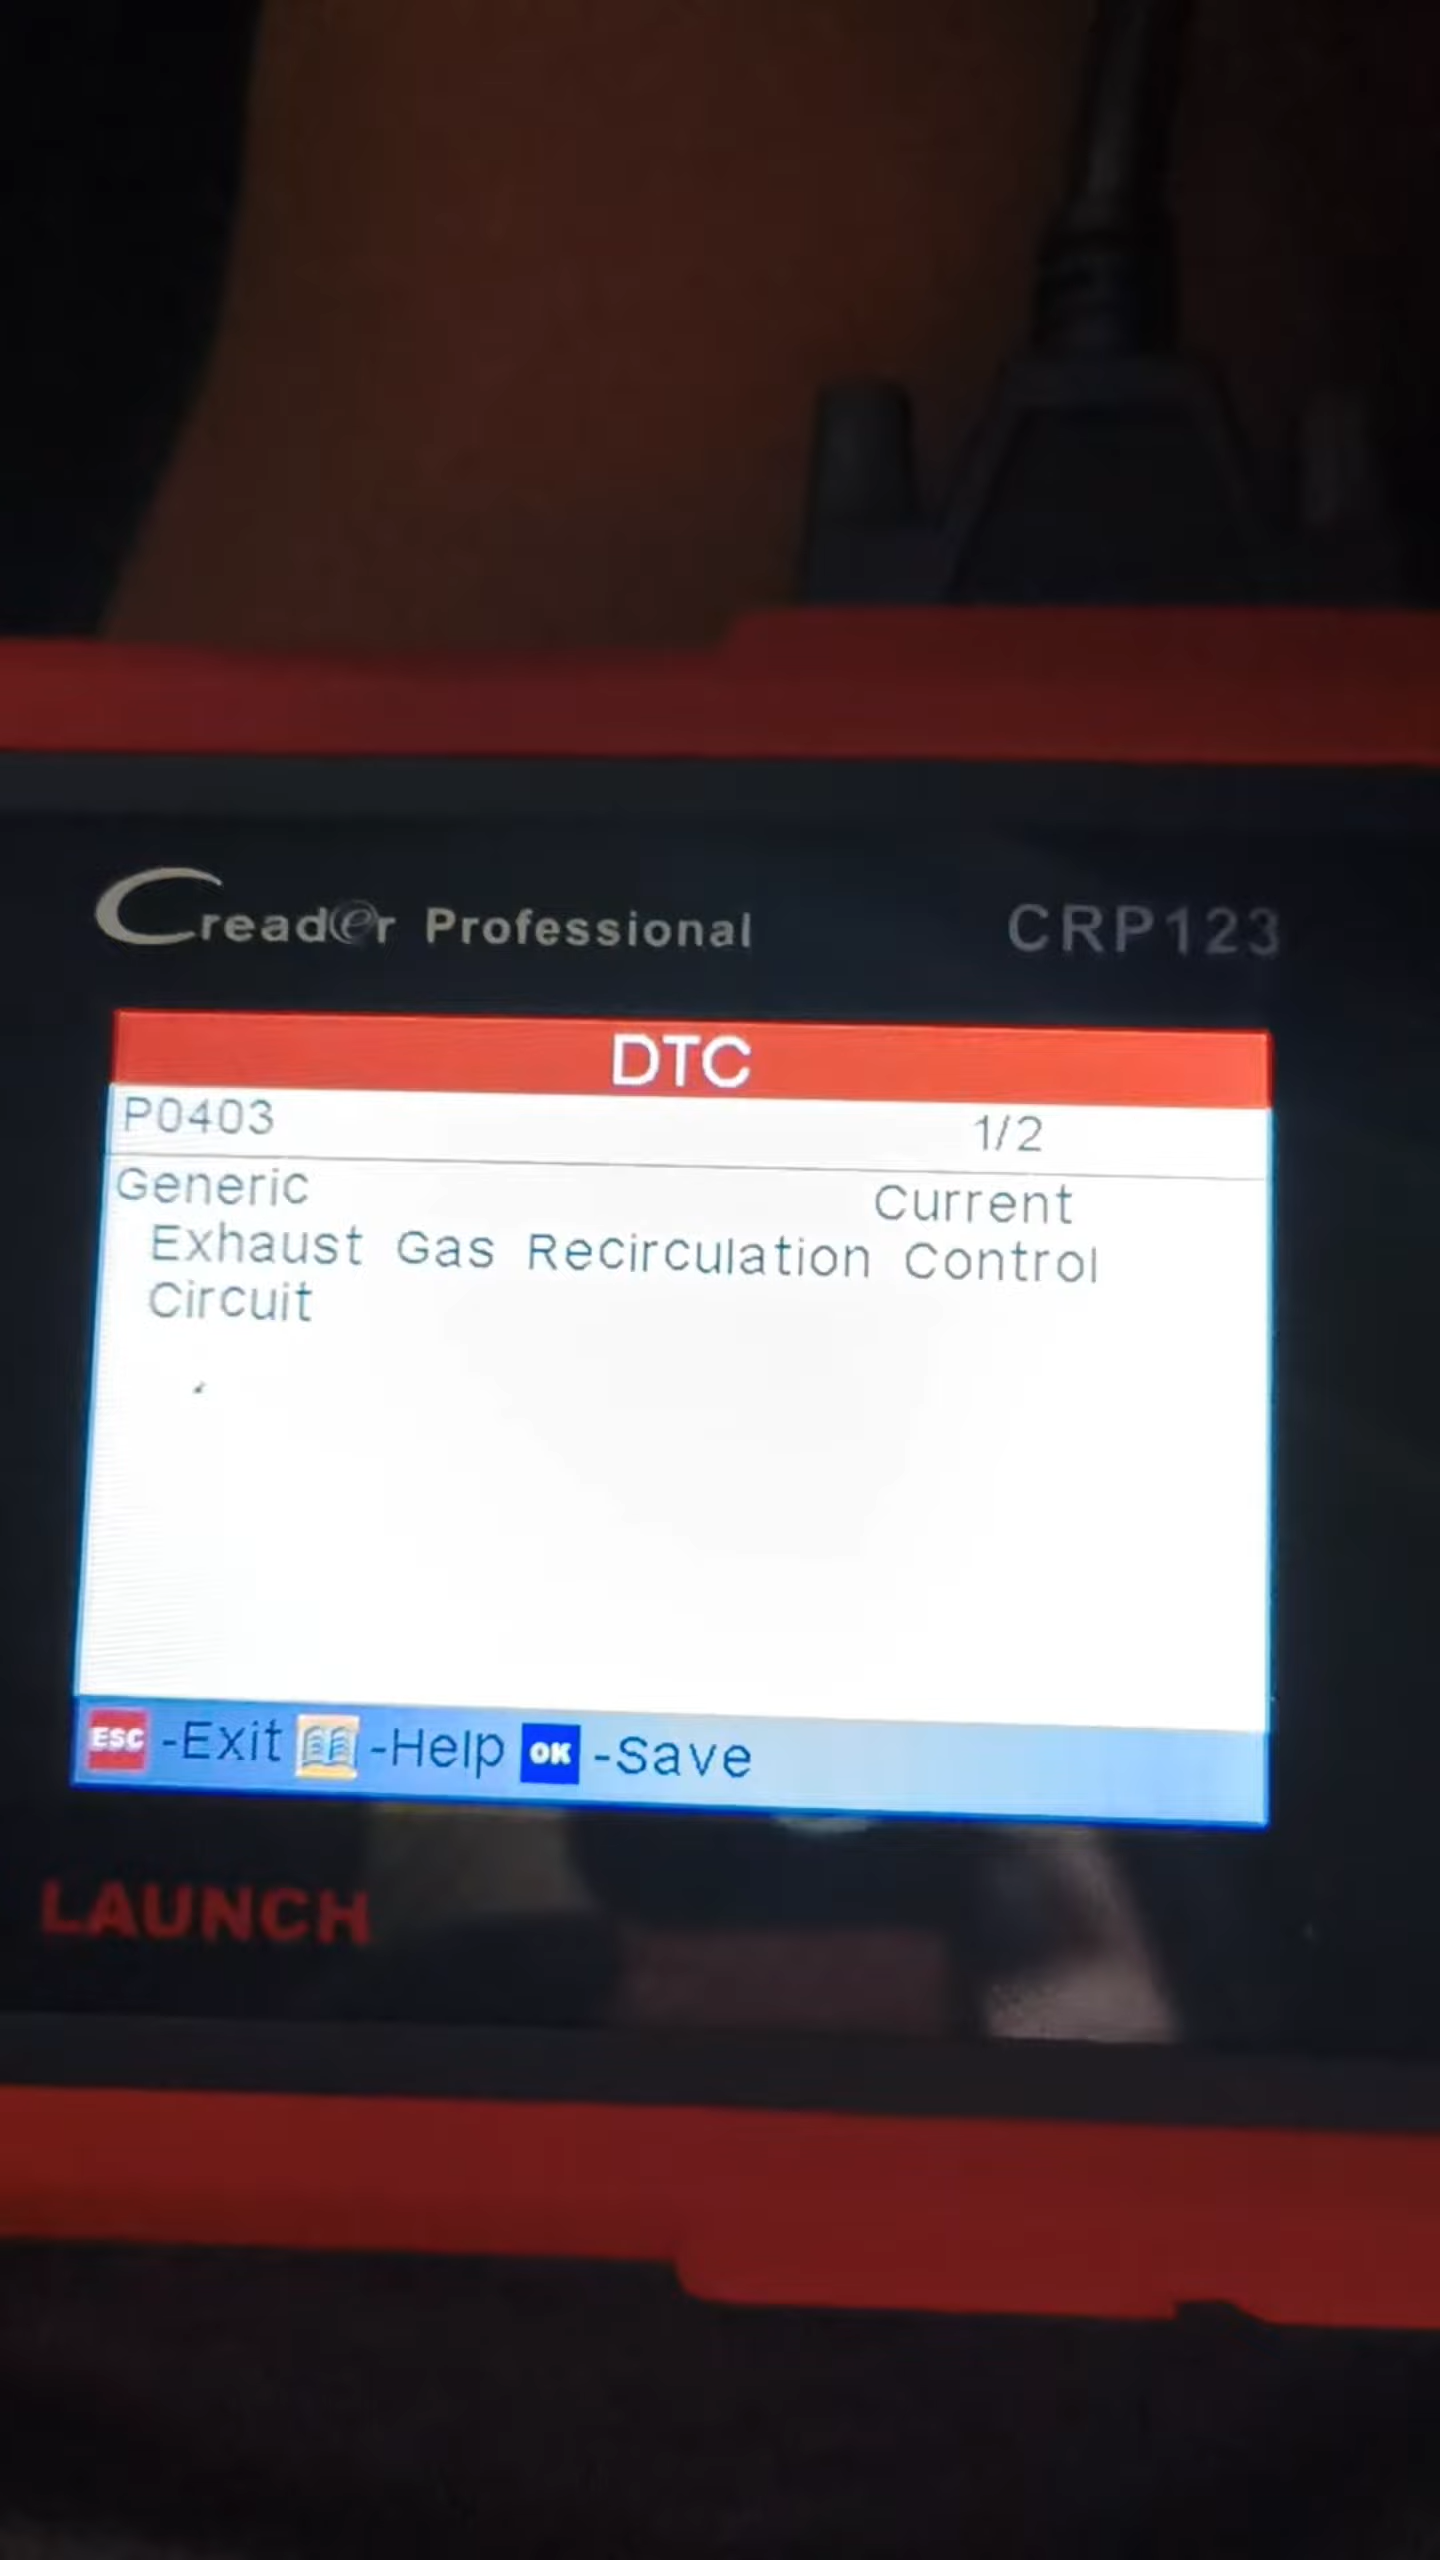 Creader Professional CRP123
DTC
P0403 1/2
Generic Current
Exhaust Gas Recirculation Control
Circuit
ESC -Exit -Help OK -Save
LAUNCH